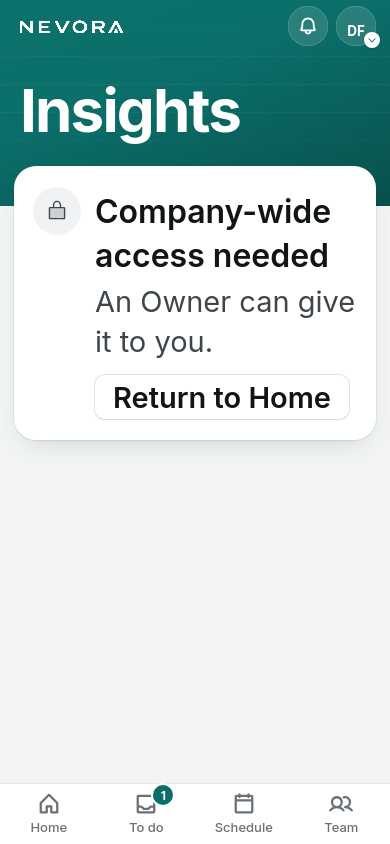 NEVORA
DF
Insights
Company-wide
access needed
An Owner can give
it to you.
Return to Home
1
Home
To do
Schedule
Team